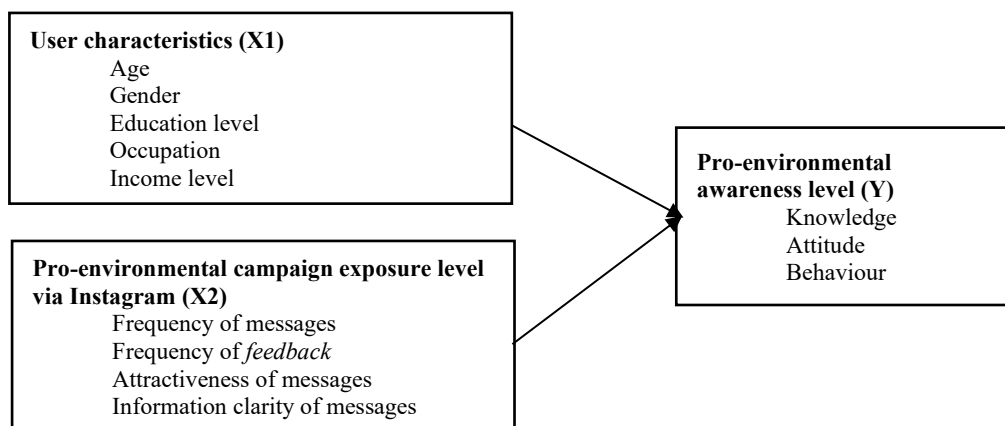 User characteristics (X1)
Age
Gender
Education level
Occupation
Income level
Pro-environmental campaign exposure level
via Instagram (X2)
Frequency of messages
Frequency of feedback
Attractiveness of messages
Information clarity of messages
Pro-environmental
awareness level (Y)
Knowledge
Attitude
Behaviour